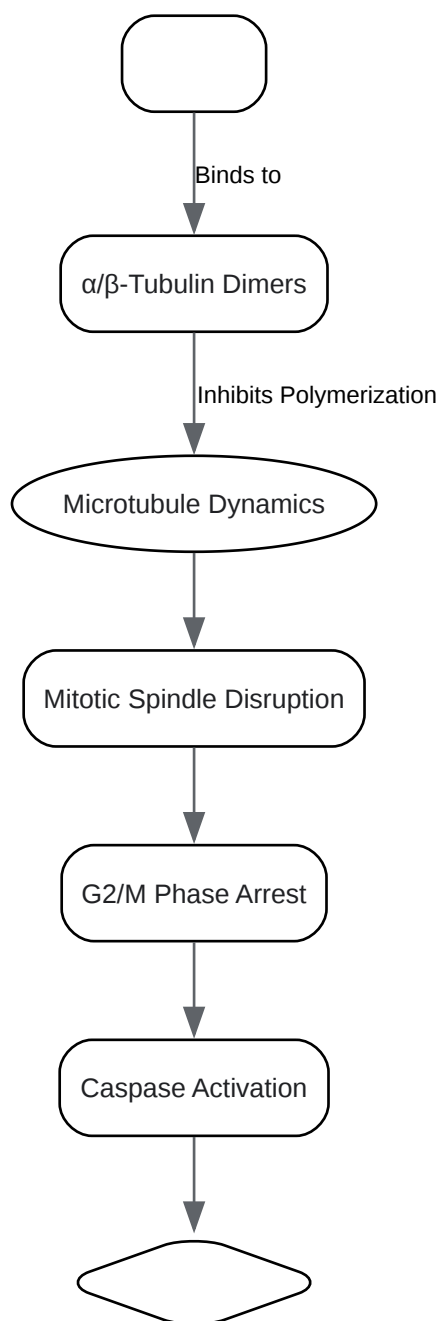 Binds to
α/β-Tubulin Dimers
Inhibits Polymerization
Microtubule Dynamics
Mitotic Spindle Disruption
G2/M Phase Arrest
Caspase Activation